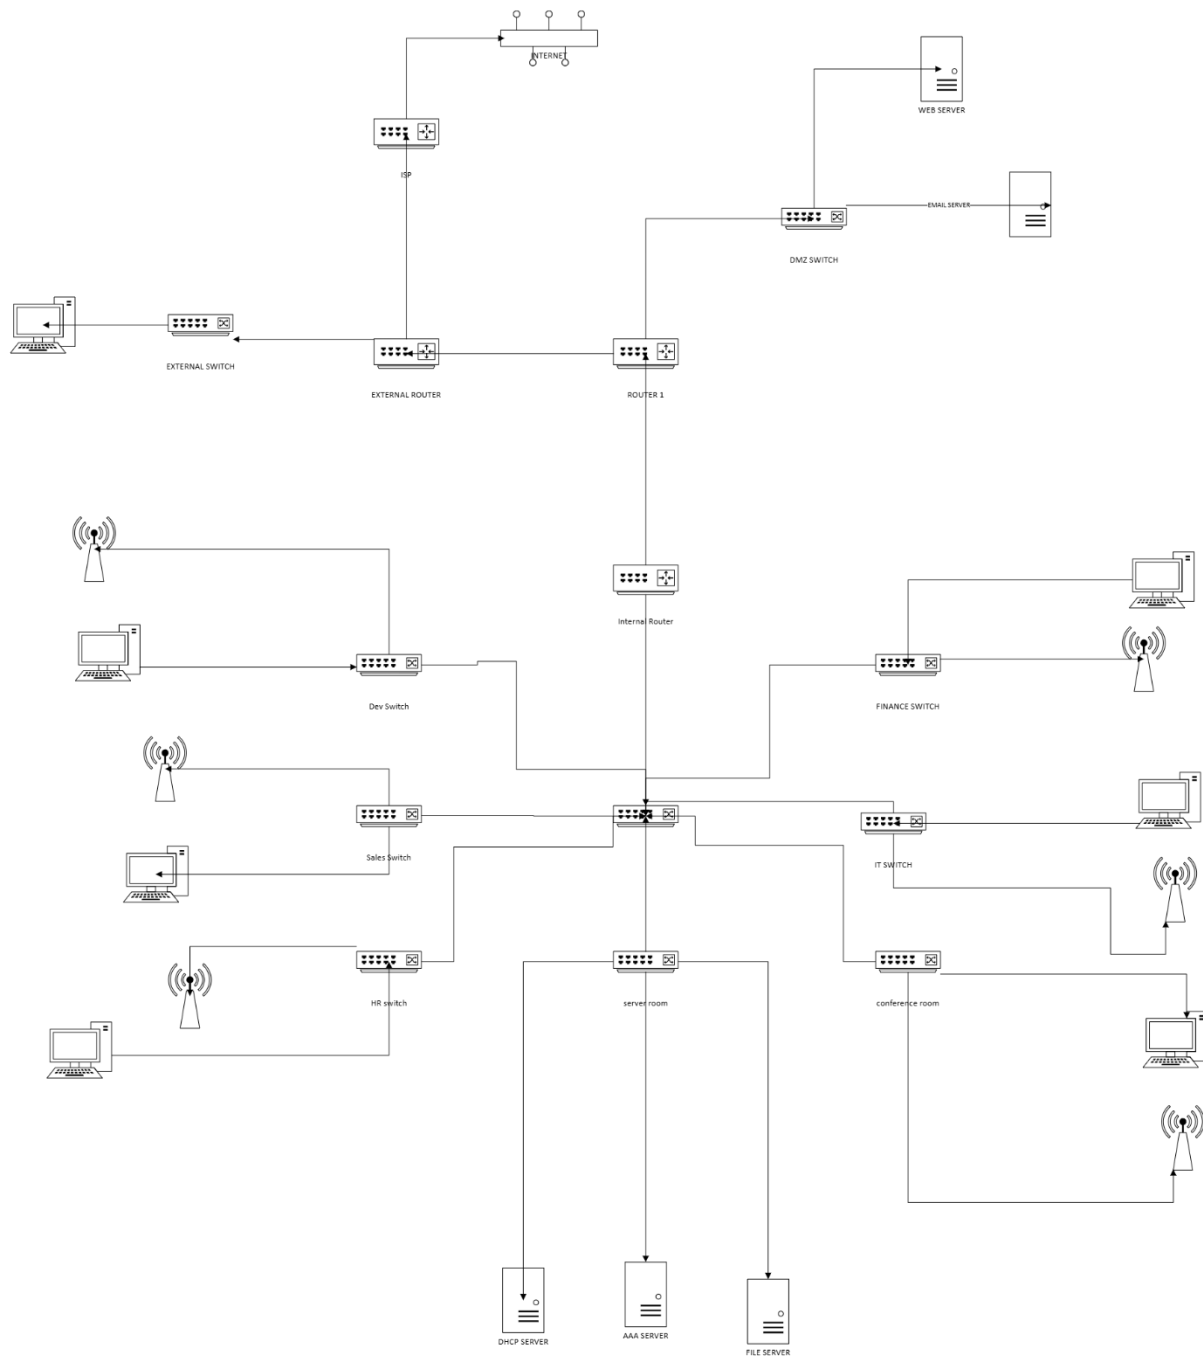 INTERNET
WEB SERVER
ISP
EMAIL SERVER
DMZ SWITCH
EXTERNAL SWITCH
EXTERNAL ROUTER
ROUTER 1
Internal Router
Dev Switch
FINANCE SWITCH
Sales Switch
IT SWITCH
HR switch
server room
conference room
DHCP SERVER
AAA SERVER
FILE SERVER